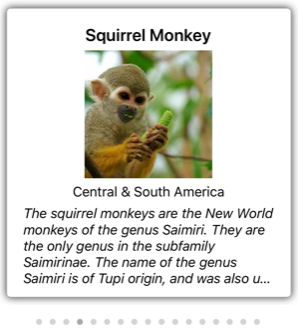 Squirrel Monkey
Central & South America
The squirrel monkeys are the New World
monkeys of the genus Saimiri. They are
the only genus in the subfamily
Saimirinae. The name of the genus
Saimiri is of Tupi origin, and was also u...